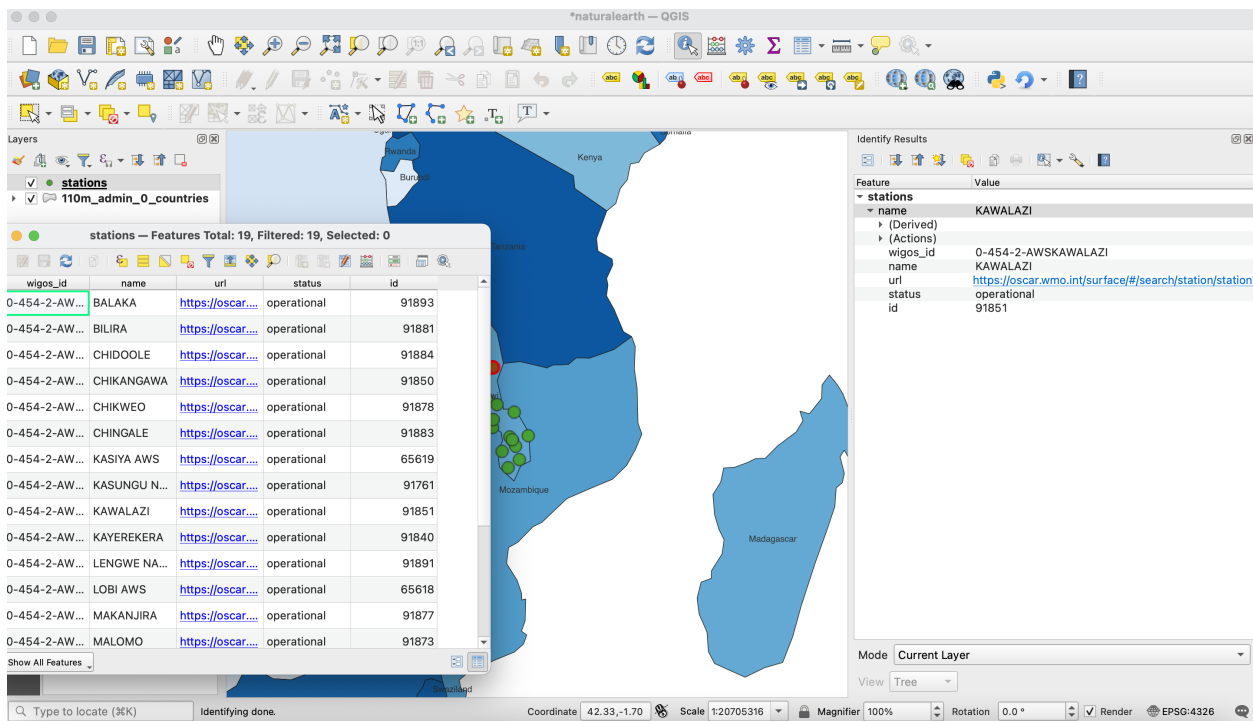 *naturalearth — QGIS
Layers
stations
110m_admin_0_countries
stations — Features Total: 19, Filtered: 19, Selected: 0
wigos_id name url status id
0-454-2-AW... BALAKA https://oscar.... operational 91893
0-454-2-AW... BILIRA https://oscar.... operational 91881
0-454-2-AW... CHIDOOLE https://oscar.... operational 91884
0-454-2-AW... CHIKANGAWA https://oscar.... operational 91850
0-454-2-AW... CHIKWEO https://oscar.... operational 91878
0-454-2-AW... CHINGALE https://oscar.... operational 91883
0-454-2-AW... KASIYA AWS https://oscar.... operational 65619
0-454-2-AW... KASUNGU N... https://oscar.... operational 91761
0-454-2-AW... KAWALAZI https://oscar.... operational 91851
0-454-2-AW... KAYEREKERA https://oscar.... operational 91840
0-454-2-AW... LENGWE NA... https://oscar.... operational 91891
0-454-2-AW... LOBI AWS https://oscar.... operational 65618
0-454-2-AW... MAKANJIRA https://oscar.... operational 91877
0-454-2-AW... MALOMO https://oscar.... operational 91873
Show All Features
Rwanda
Burundi
Kenya
Tanzania
Mozambique
Madagascar
Swaziland
Identify Results
Feature Value
stations
name KAWALAZI
(Derived)
(Actions)
wigos_id 0-454-2-AWSKAWALAZI
name KAWALAZI
url https://oscar.wmo.int/surface/#/search/station/station
status operational
id 91851
Mode Current Layer
View Tree
Type to locate (⌘K) Identifying done. Coordinate 42.33,-1.70 Scale 1:20705316 Magnifier 100% Rotation 0.0 ° Render EPSG:4326